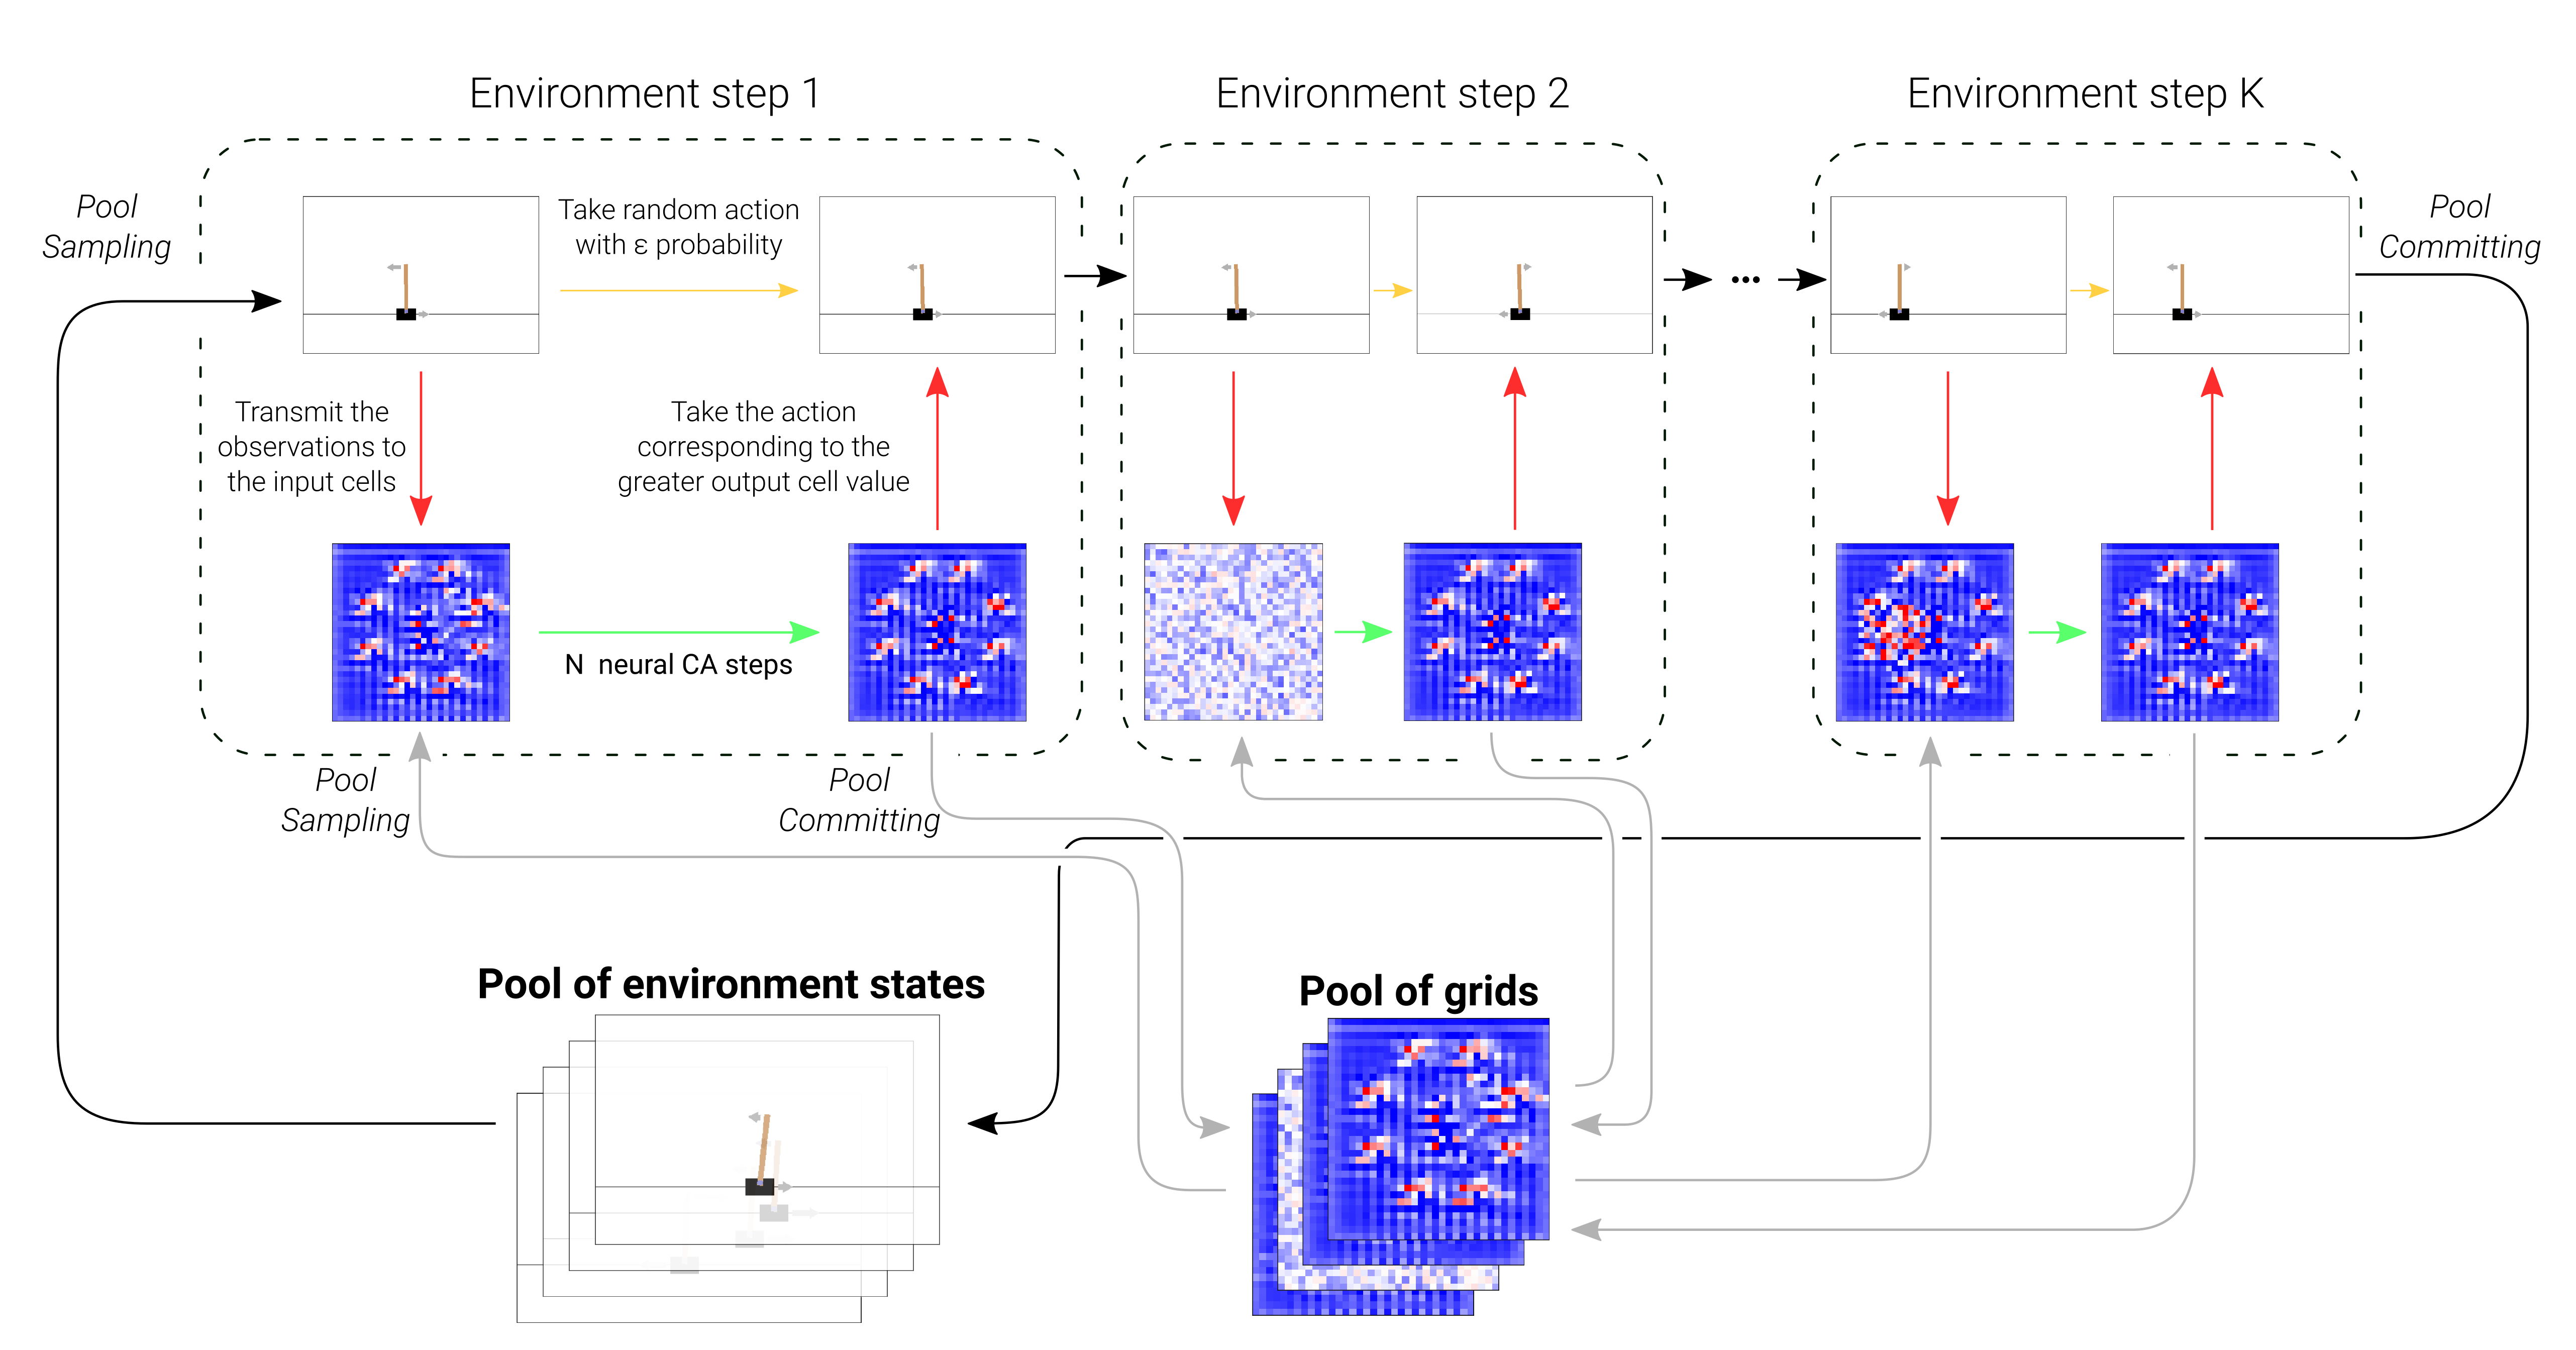 Environment step 1
Environment step 2
Environment step K
Pool
Sampling
Take random action
with ε probability
...
Pool
Committing
Transmit the
observations to
the input cells
Take the action
corresponding to the
greater output cell value
N neural CA steps
Pool
Sampling
Pool
Committing
Pool of environment states
Pool of grids